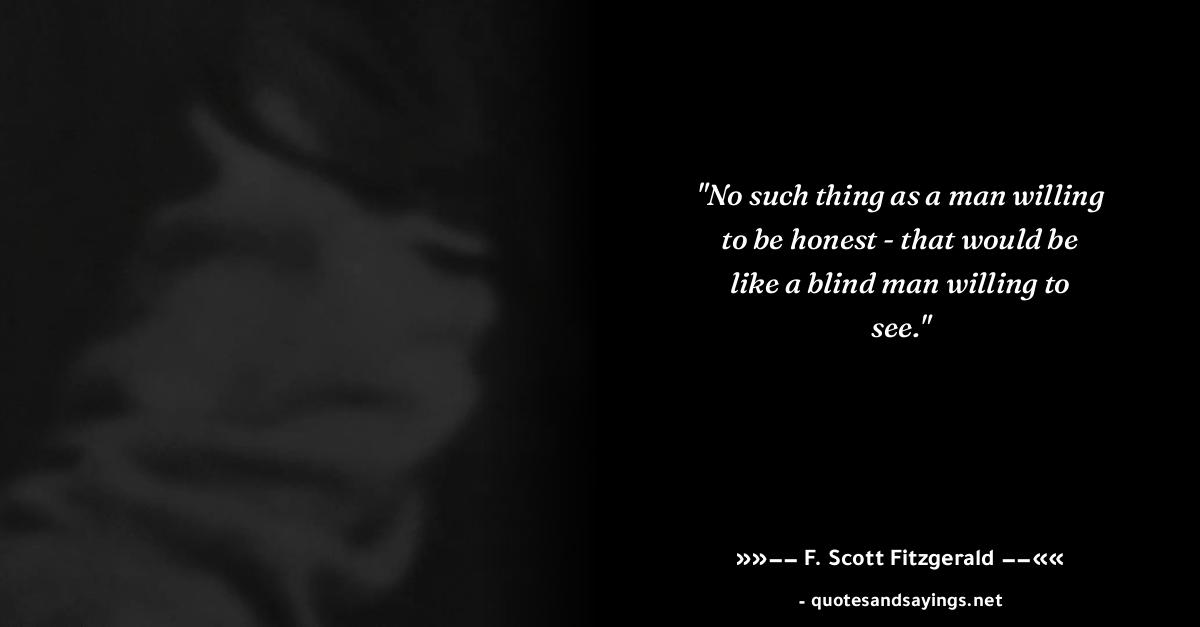 "No such thing as a man willing
to be honest - that would be
like a blind man willing to
see."
»»−− F. Scott Fitzgerald −−««
- quotesandsayings.net